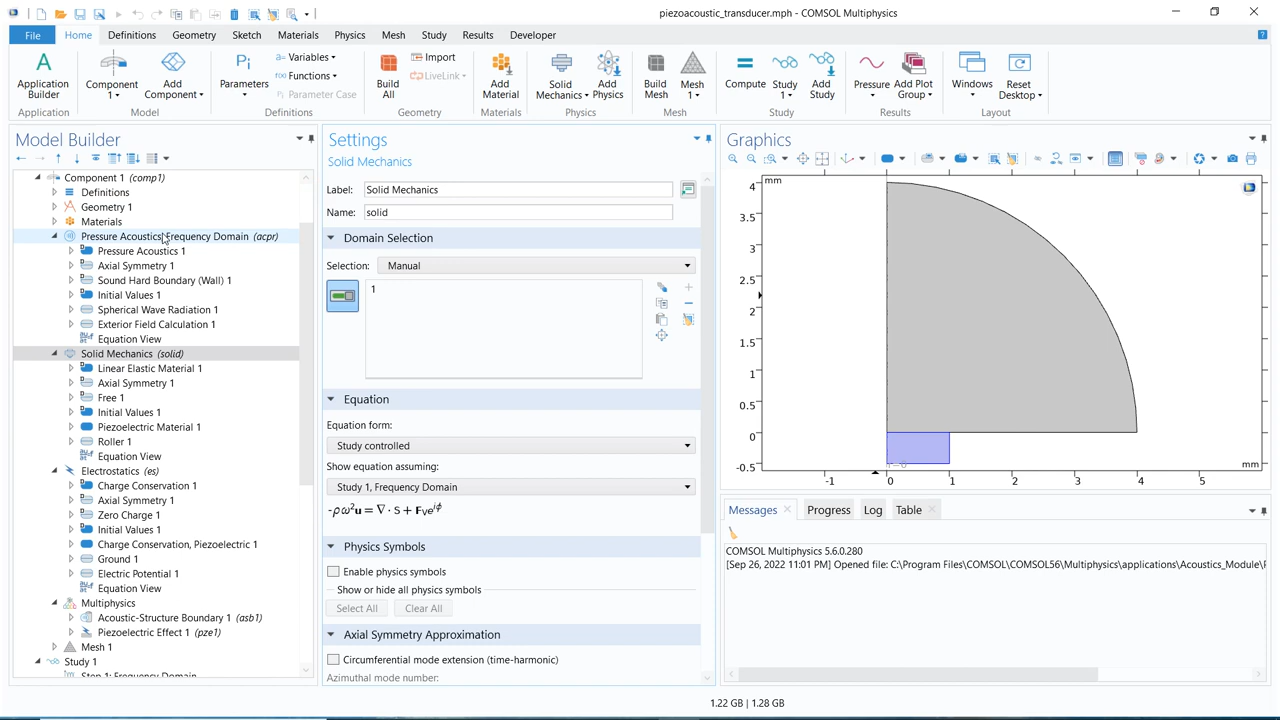 piezoacoustic_transducer.mph - COMSOL Multiphysics
File Home Definitions Geometry Sketch Materials Physics Mesh Study Results Developer
Application Builder
Application
Component 1
Add Component
Model
Pi
Parameters
a= Variables
f(x) Functions
Parameter Case
Definitions
Build All
Import
LiveLink
Geometry
Add Material
Materials
Solid Mechanics
Add Physics
Physics
Build Mesh
Mesh 1
Mesh
Compute
Study 1
Add Study
Study
Pressure
Add Plot Group
Results
Windows
Reset Desktop
Layout
Model Builder
Component 1 (comp1)
Definitions
Geometry 1
Materials
Pressure Acoustics, Frequency Domain (acpr)
Pressure Acoustics 1
Axial Symmetry 1
Sound Hard Boundary (Wall) 1
Initial Values 1
Spherical Wave Radiation 1
Exterior Field Calculation 1
Equation View
Solid Mechanics (solid)
Linear Elastic Material 1
Axial Symmetry 1
Free 1
Initial Values 1
Piezoelectric Material 1
Roller 1
Equation View
Electrostatics (es)
Charge Conservation 1
Axial Symmetry 1
Zero Charge 1
Initial Values 1
Charge Conservation, Piezoelectric 1
Ground 1
Electric Potential 1
Equation View
Multiphysics
Acoustic-Structure Boundary 1 (asb1)
Piezoelectric Effect 1 (pze1)
Mesh 1
Study 1
Step 1: Frequency Domain
Settings
Solid Mechanics
Label: Solid Mechanics
Name: solid
Domain Selection
Selection: Manual
1
Equation
Equation form:
Study controlled
Show equation assuming:
Study 1, Frequency Domain
-ρω²u = ∇ · S + Fve^iϕ
Physics Symbols
Enable physics symbols
Show or hide all physics symbols
Select All Clear All
Axial Symmetry Approximation
Circumferential mode extension (time-harmonic)
Azimuthal mode number:
Graphics
mm
4
3.5
3
2.5
2
1.5
1
0.5
0
-0.5
r=0
mm
-1 0 1 2 3 4 5
Messages Progress Log Table
COMSOL Multiphysics 5.6.0.280
[Sep 26, 2022 11:01 PM] Opened file: C:\Program Files\COMSOL\COMSOL56\Multiphysics\applications\Acoustics_Module\
1.22 GB | 1.28 GB